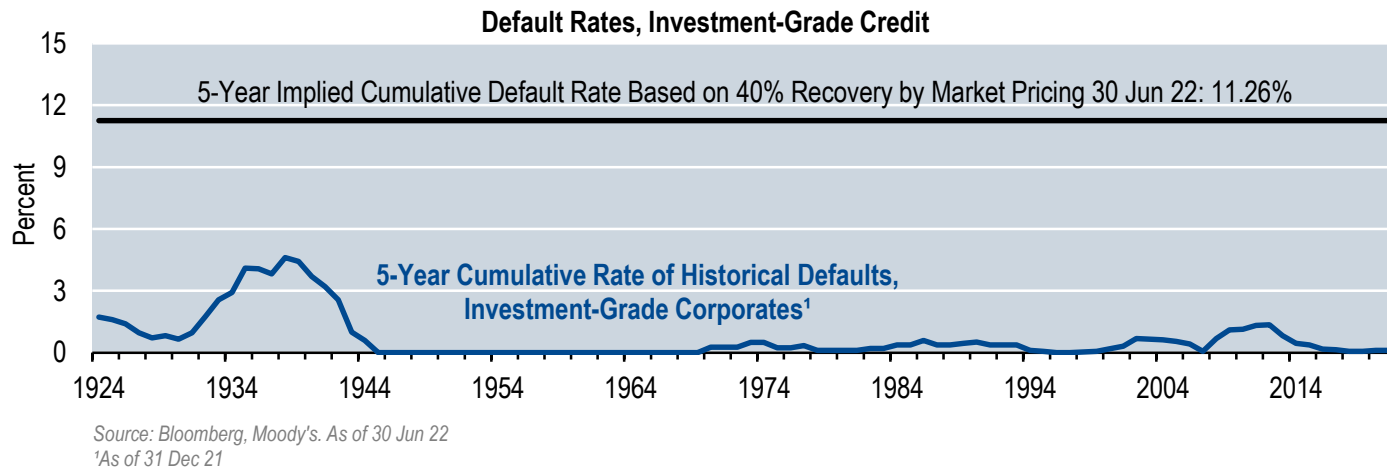 Default Rates, Investment-Grade Credit
15
5-Year Implied Cumulative Default Rate Based on 40% Recovery by Market Pricing 30 Jun 22: 11.26%
12
9
Percent
6
5-Year Cumulative Rate of Historical Defaults,
3
Investment-Grade Corporates¹
0
1924 1934 1944 1954 1964 1974 1984 1994 2004 2014
Source: Bloomberg, Moody's. As of 30 Jun 22
¹As of 31 Dec 21